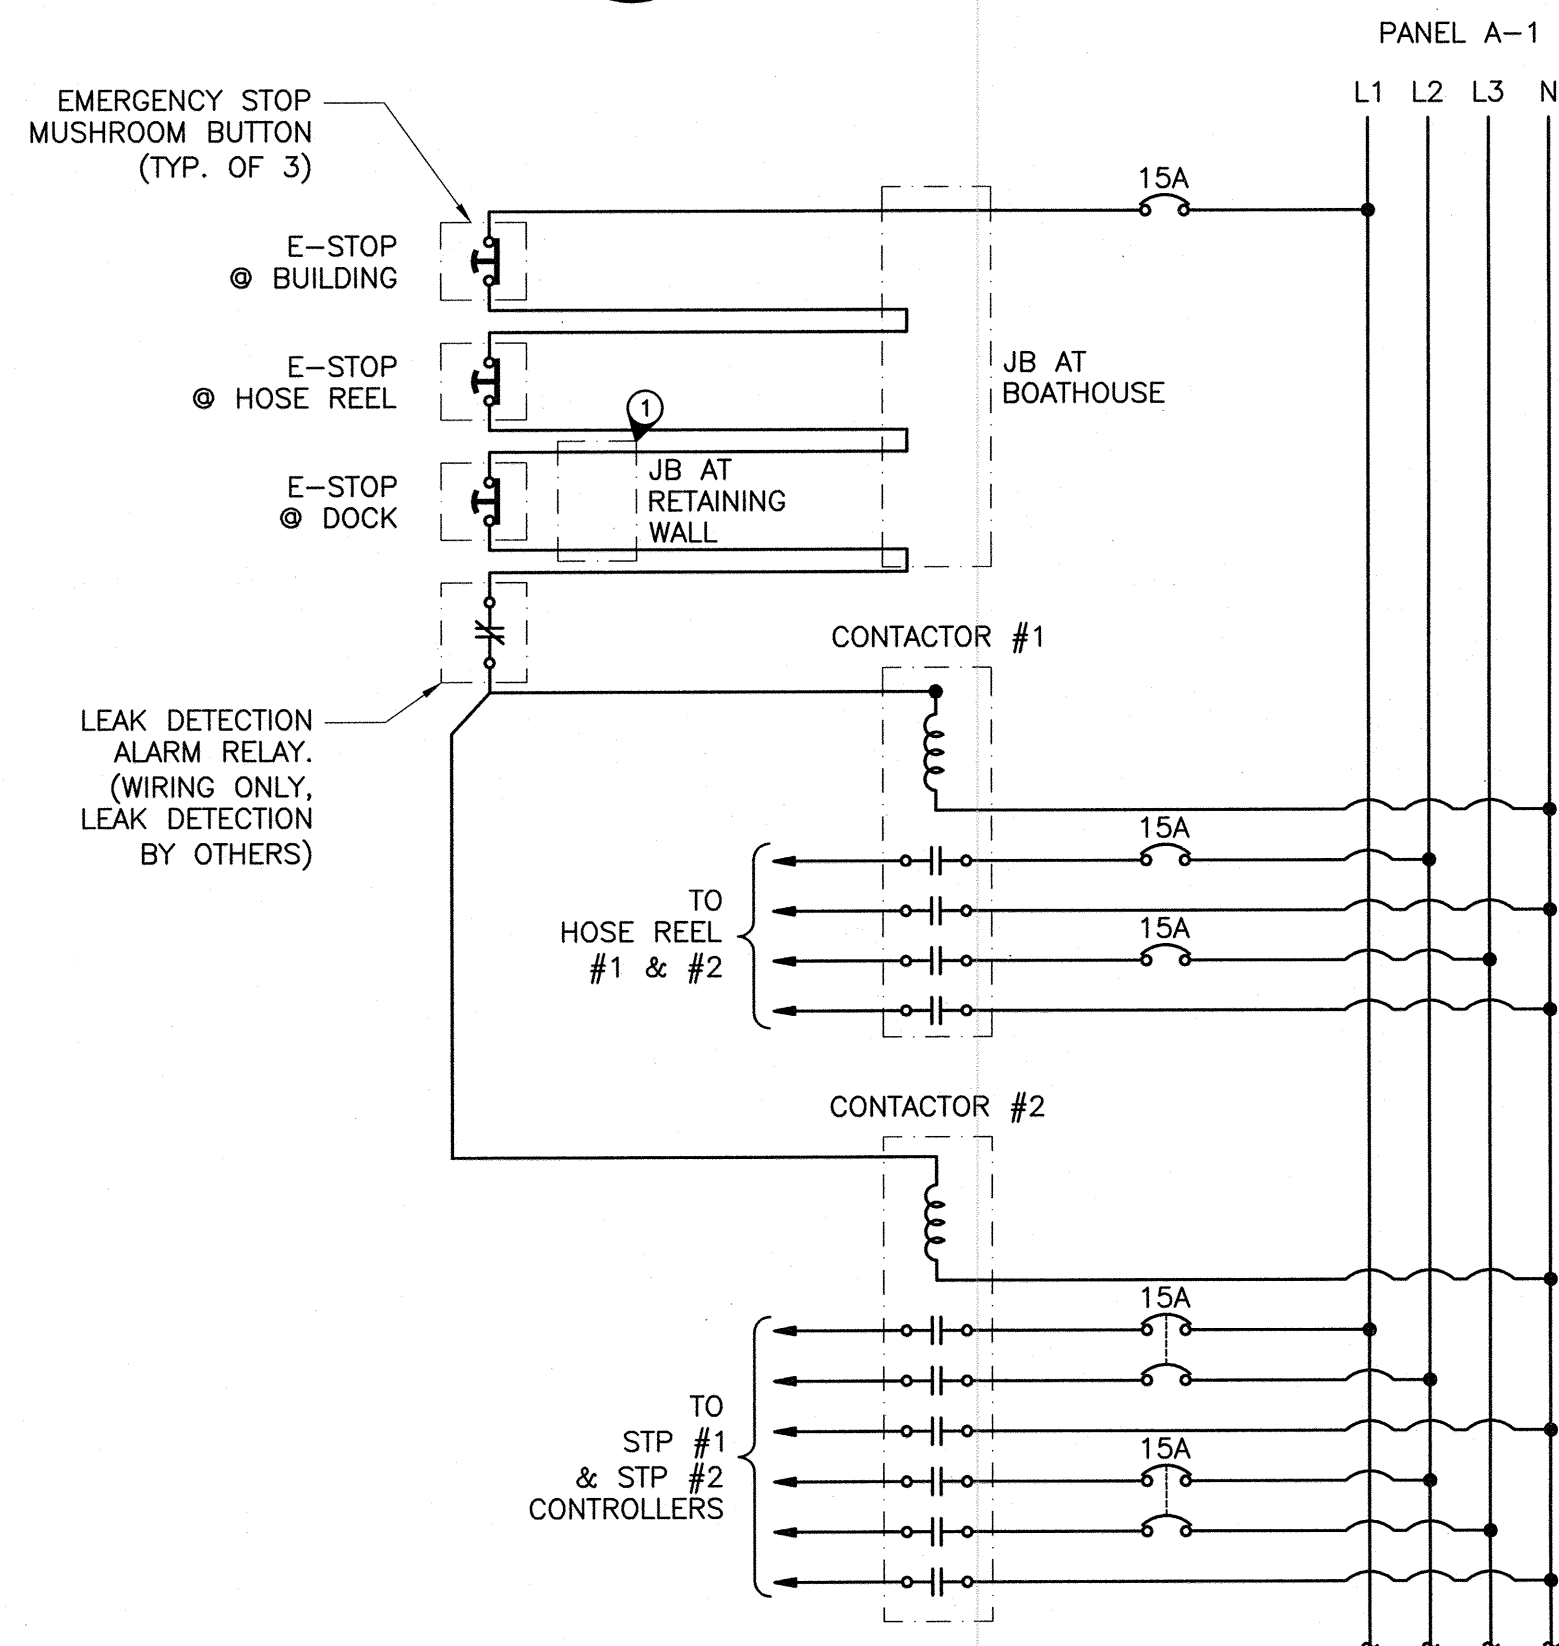 PANEL A-1
L1 L2 L3 N
EMERGENCY STOP
MUSHROOM BUTTON
(TYP. OF 3)
15A
E-STOP
@ BUILDING
E-STOP
@ HOSE REEL
JB AT
BOATHOUSE
1
JB AT
RETAINING
WALL
E-STOP
@ DOCK
CONTACTOR #1
LEAK DETECTION
ALARM RELAY.
(WIRING ONLY,
LEAK DETECTION
BY OTHERS)
15A
TO
HOSE REEL
#1 & #2
15A
CONTACTOR #2
15A
TO
STP #1
& STP #2
CONTROLLERS
15A